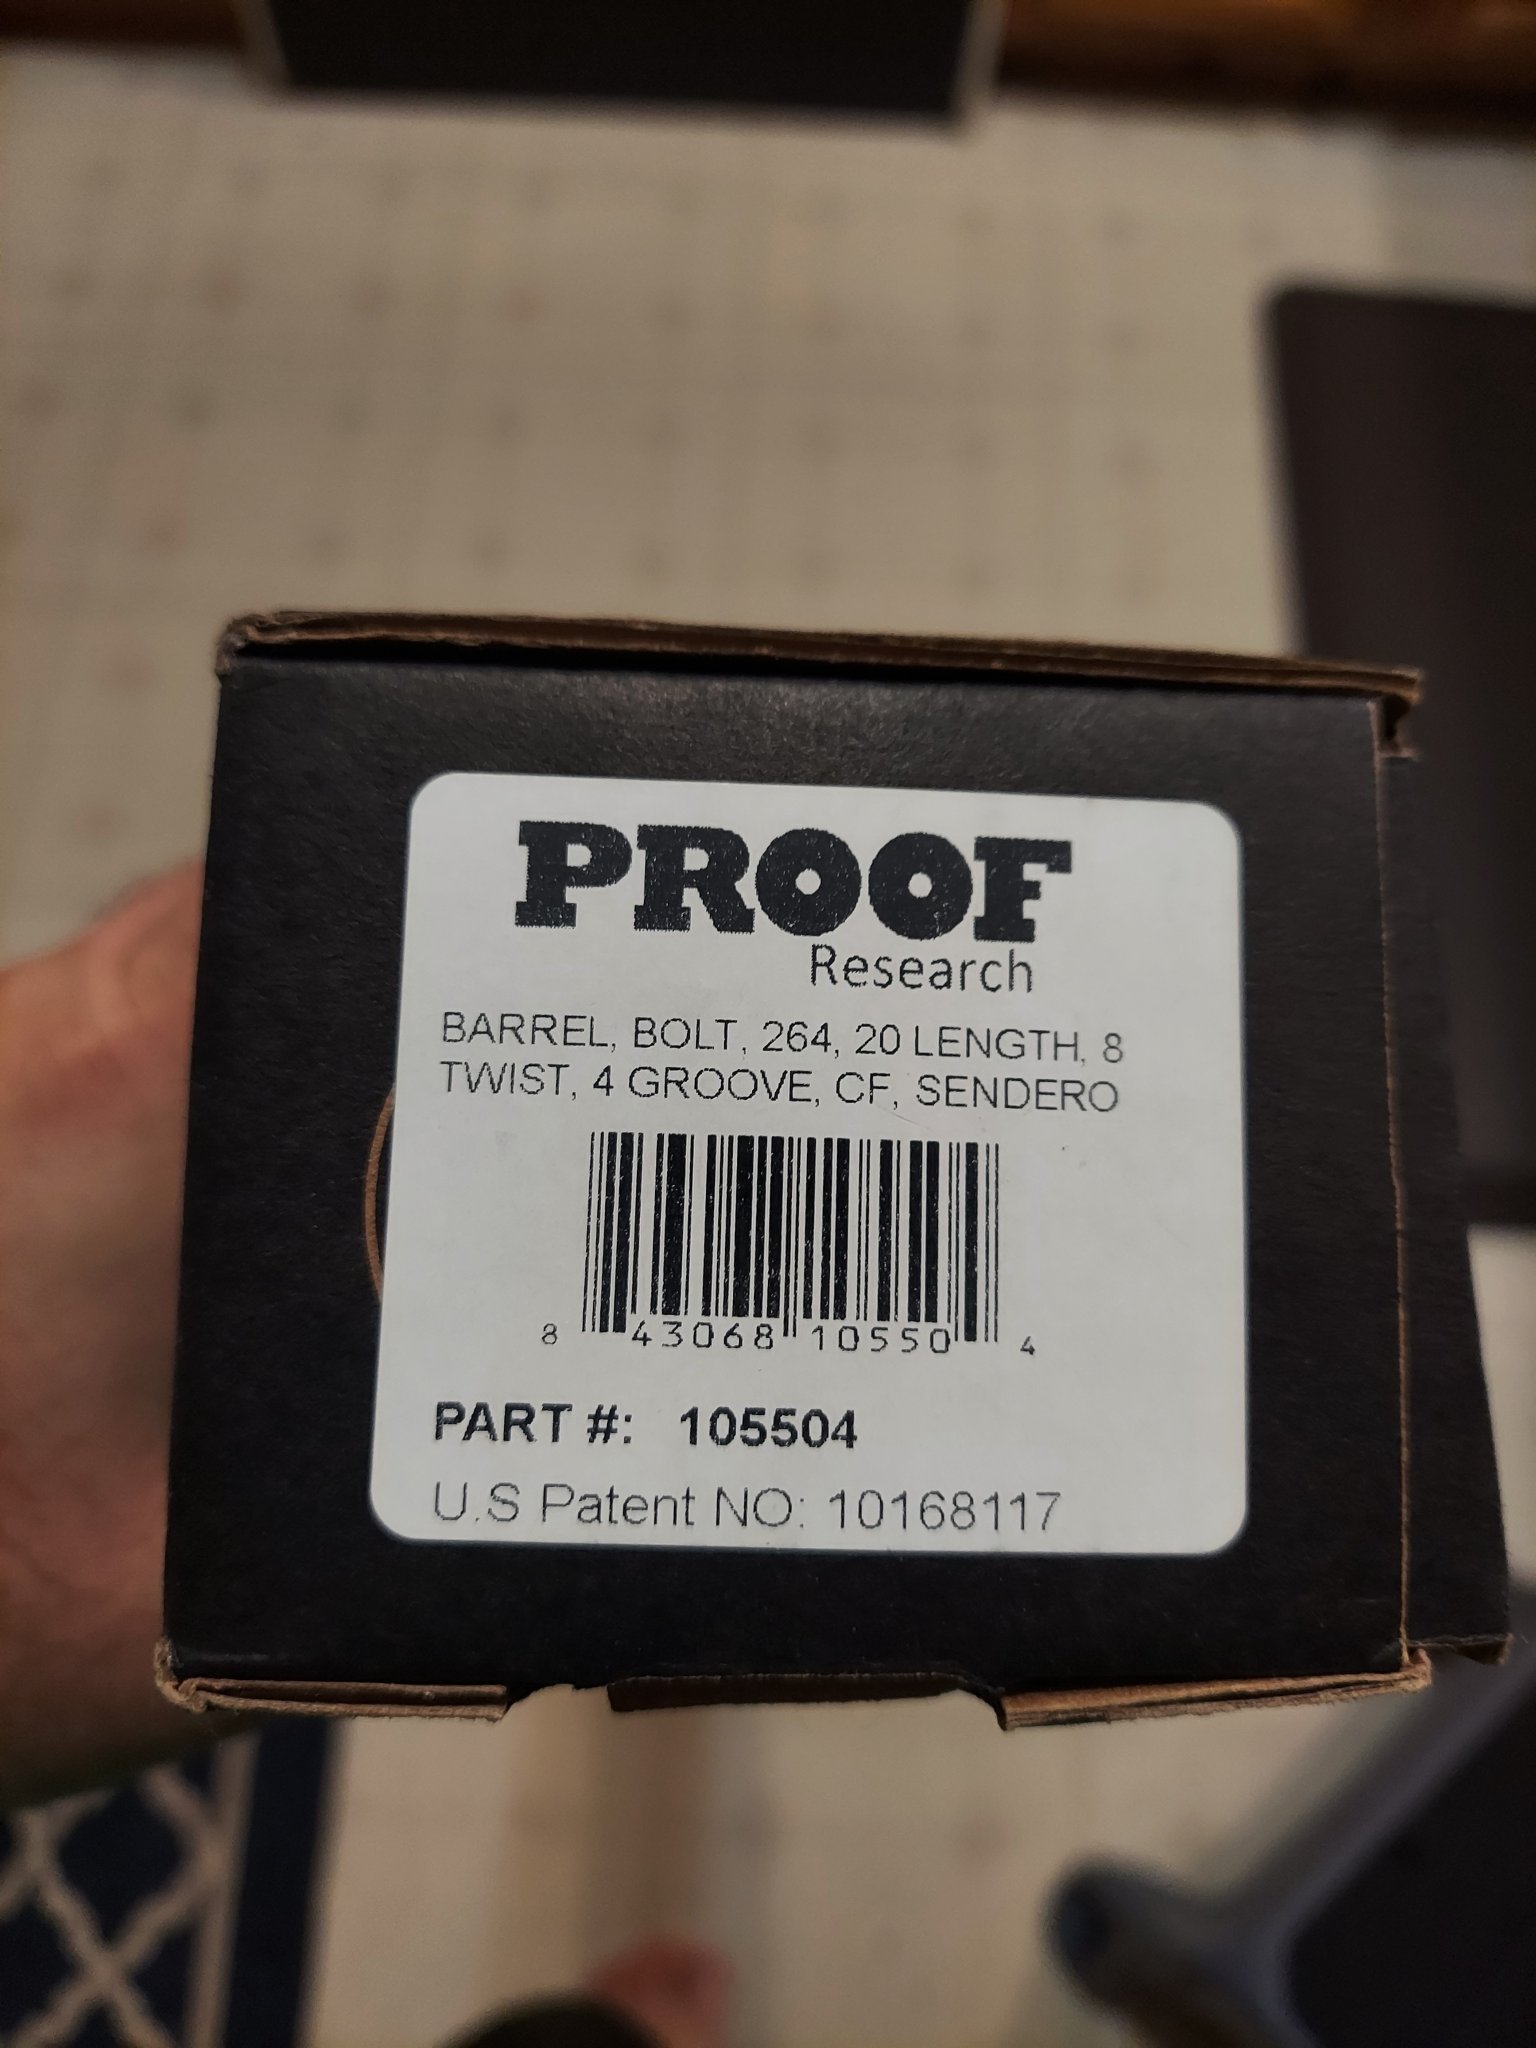 PROOF
Research
BARREL, BOLT, 264, 20 LENGTH, 8
TWIST, 4 GROOVE, CF, SENDERO
8 43068 10550 4
PART #: 105504
U.S Patent NO: 10168117